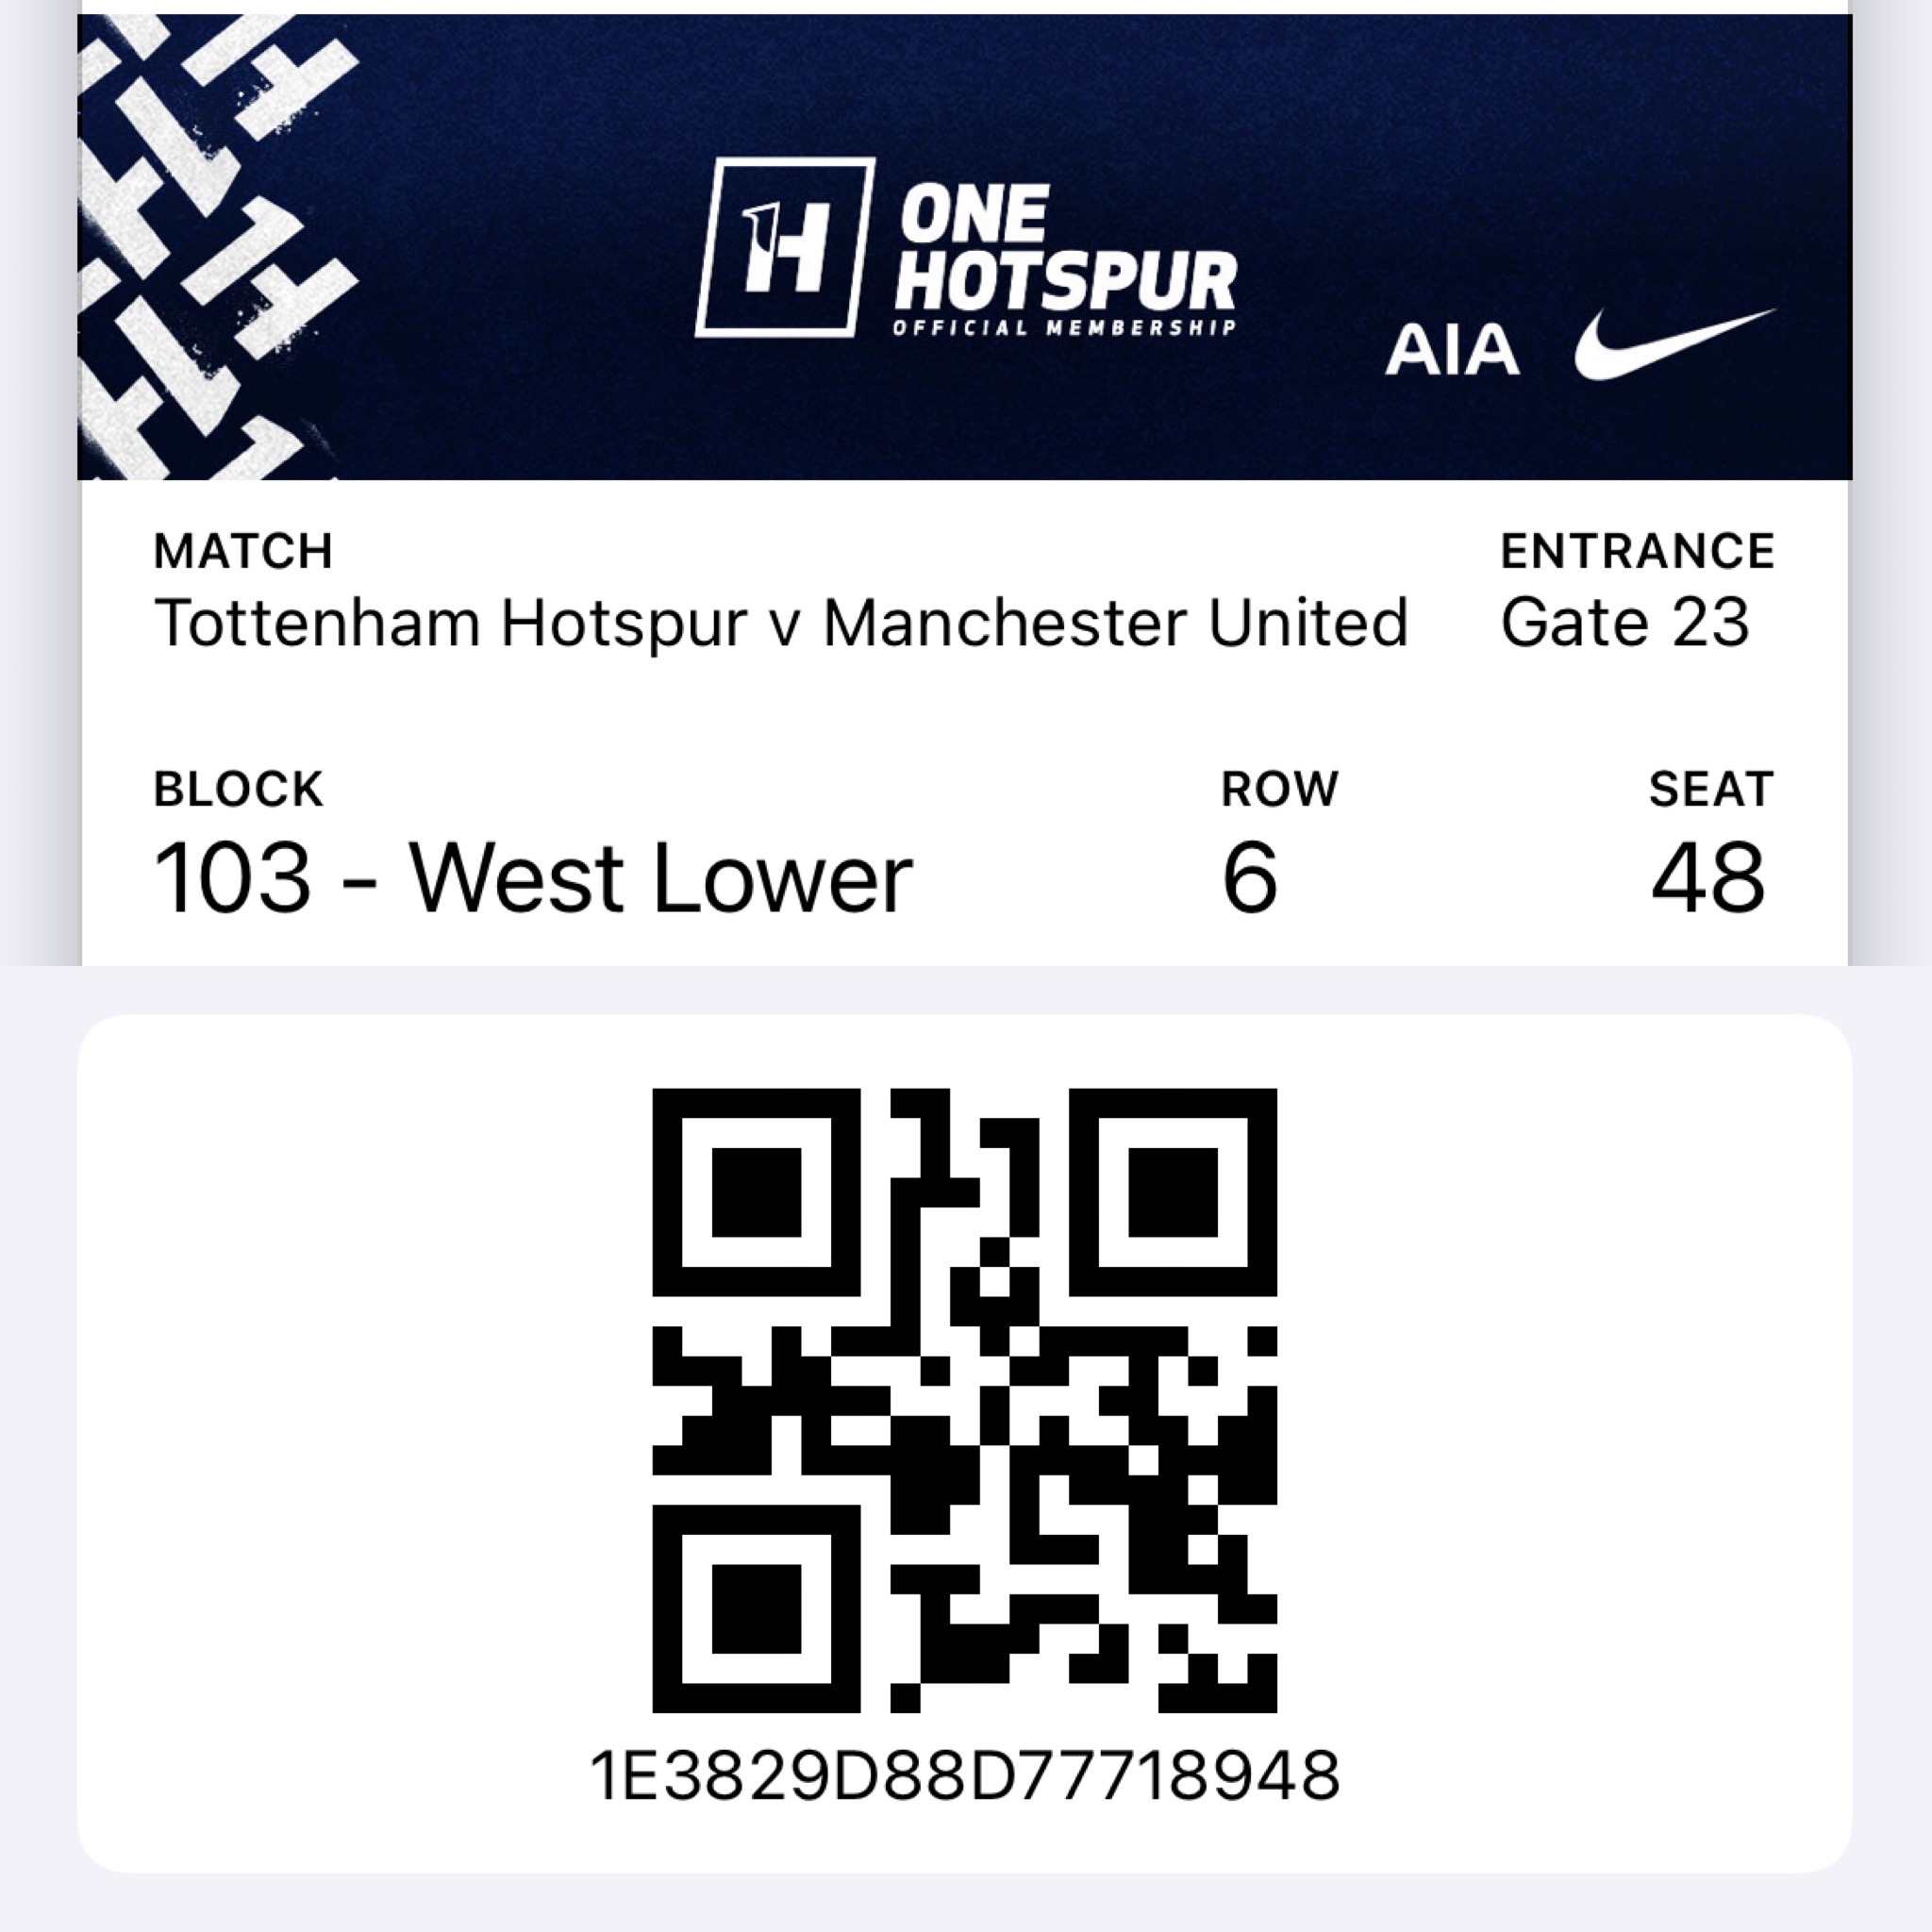 1H ONE
HOTSPUR
OFFICIAL MEMBERSHIP
AIA
MATCH ENTRANCE
Tottenham Hotspur v Manchester United Gate 23
BLOCK ROW SEAT
103 - West Lower 6 48
1E3829D88D77718948